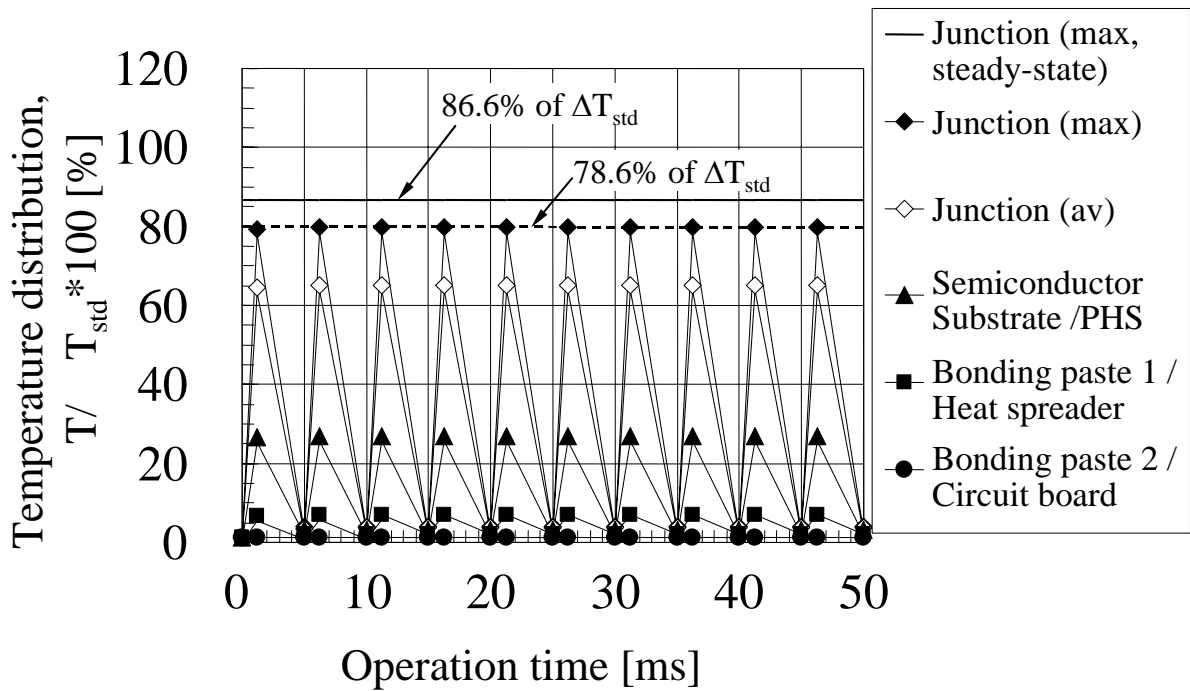 Temperature distribution,
T/ T_std*100 [%]
120
100
80
60
40
20
0
86.6% of ΔT_std
78.6% of ΔT_std
0 10 20 30 40 50
Operation time [ms]
Junction (max,
steady-state)
Junction (max)
Junction (av)
Semiconductor
Substrate /PHS
Bonding paste 1 /
Heat spreader
Bonding paste 2 /
Circuit board